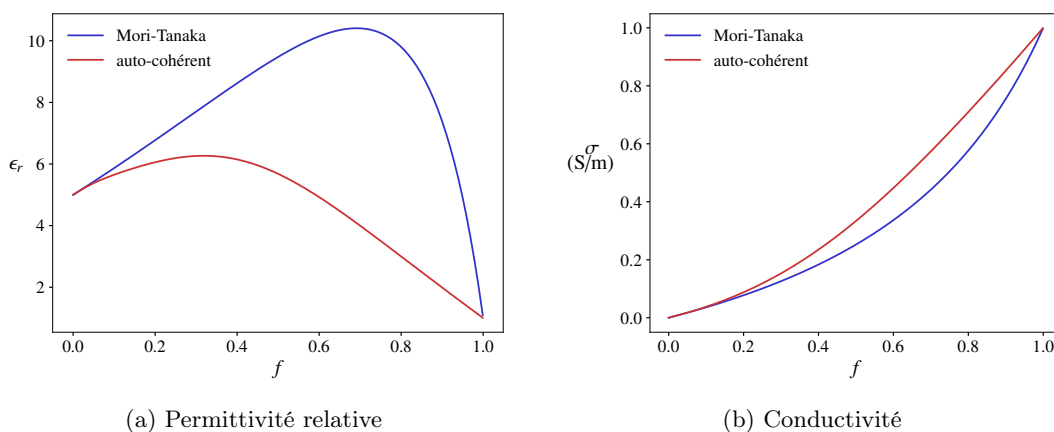 Mori-Tanaka
auto-cohérent
10
8
6
4
2
ϵr
0.0 0.2 0.4 0.6 0.8 1.0
f
(a) Permittivité relative
Mori-Tanaka
auto-cohérent
1.0
0.8
0.6
0.4
0.2
0.0
σ
(S/m)
0.0 0.2 0.4 0.6 0.8 1.0
f
(b) Conductivité